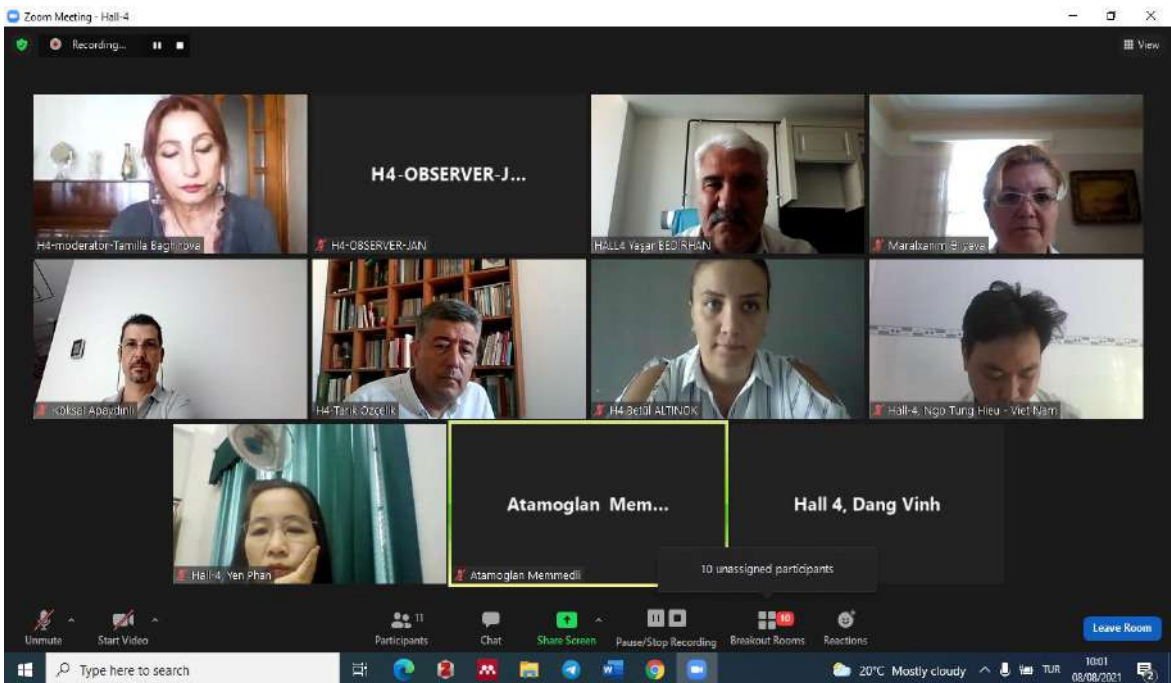 Zoom Meeting - Hall-4
Recording...
View
H4-moderator-Tamilla Baghirova
H4-OBSERVER-J...
H4-OBSERVER-JAN
HALL4 Yaşar BEDİRHAN
Maralxanim
Köksal Apaydınlı
H4-Tarık Özçelik
H4-Betül ALTINOK
Hall-4, Ngo Tung Hieu - Viet Nam
Hall-4, Yen Phan
Atamoglan Mem...
Atamoglan Memmedli
Hall 4, Dang Vinh
10 unassigned participants
Unmute
Start Video
11
Participants
Chat
Share Screen
Pause/Stop Recording
10
Breakout Rooms
Reactions
Leave Room
Type here to search
20°C Mostly cloudy
TUR
10:01
08/08/2021
2